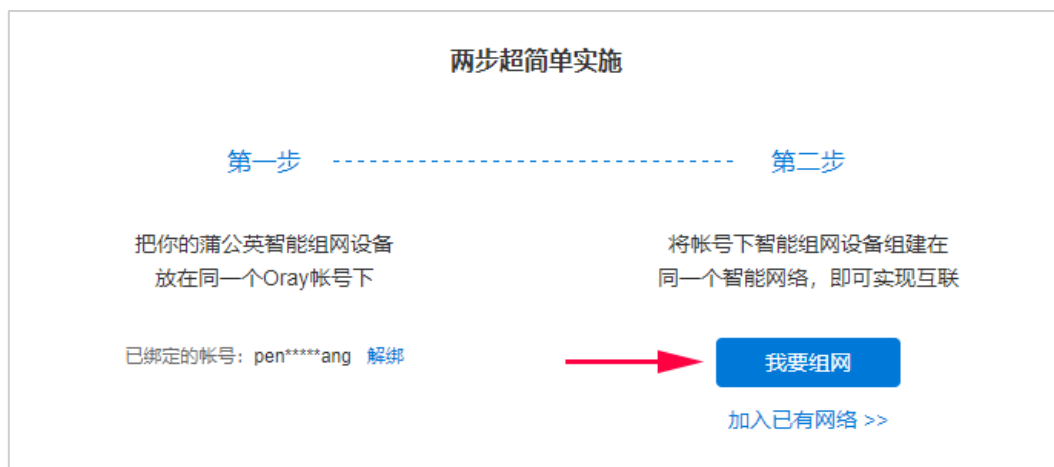 两步超简单实施
第一步
第二步
把你的蒲公英智能组网设备
放在同一个Oray帐号下
将帐号下智能组网设备组建在
同一个智能网络，即可实现互联
已绑定的帐号：pen*****ang 解绑
我要组网
加入已有网络 >>